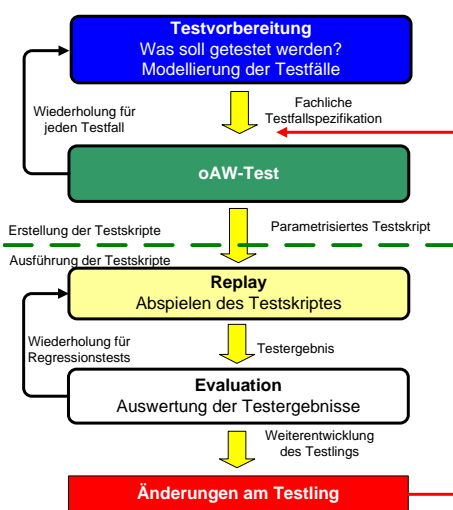 Testvorbereitung
Was soll getestet werden?
Modellierung der Testfälle
Wiederholung für
jeden Testfall
Fachliche
Testfallspezifikation
oAW-Test
Erstellung der Testskripte
Parametrisiertes Testskript
Ausführung der Testskripte
Replay
Abspielen des Testskriptes
Wiederholung für
Regressionstests
Testergebnis
Evaluation
Auswertung der Testergebnisse
Weiterentwicklung
des Testlings
Änderungen am Testling